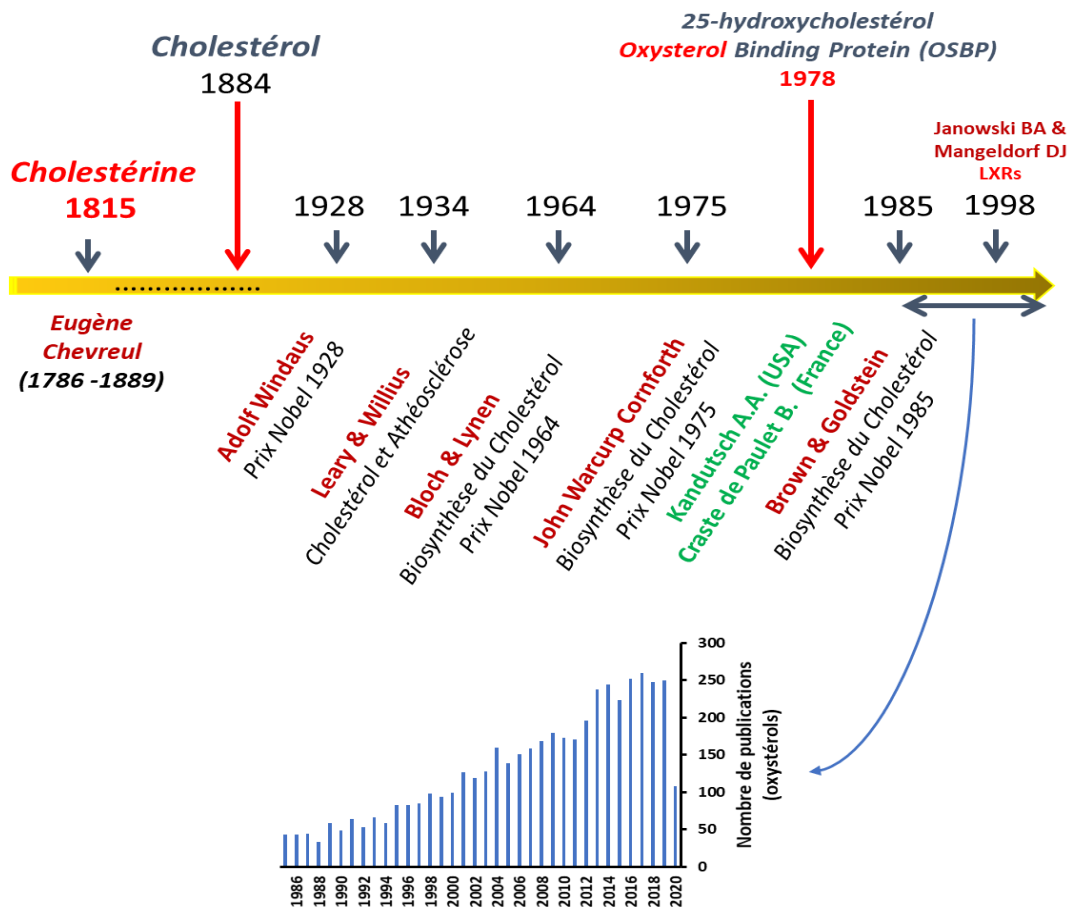 Cholestérol
1884
25-hydroxycholestérol
Oxysterol Binding Protein (OSBP)
1978
Janowski BA &
Mangeldorf DJ
LXRs
Cholestérine
1815
1928
1934
1964
1975
1985
1998
Eugène
Chevreul
(1786 -1889)
Adolf Windaus
Prix Nobel 1928
Leary & Willius
Cholestérol et Athéosclérose
Bloch & Lynen
Biosynthèse du Cholestérol
Prix Nobel 1964
John Warcurp Cornforth
Biosynthèse du Cholestérol
Prix Nobel 1975
Kandutsch A.A. (USA)
Craste de Paulet B. (France)
Brown & Goldstein
Biosynthèse du Cholestérol
Prix Nobel 1985
300
250
200
150
100
50
0
Nombre de publications
(oxystérols)
1986
1988
1990
1992
1994
1996
1998
2000
2002
2004
2006
2008
2010
2012
2014
2016
2018
2020